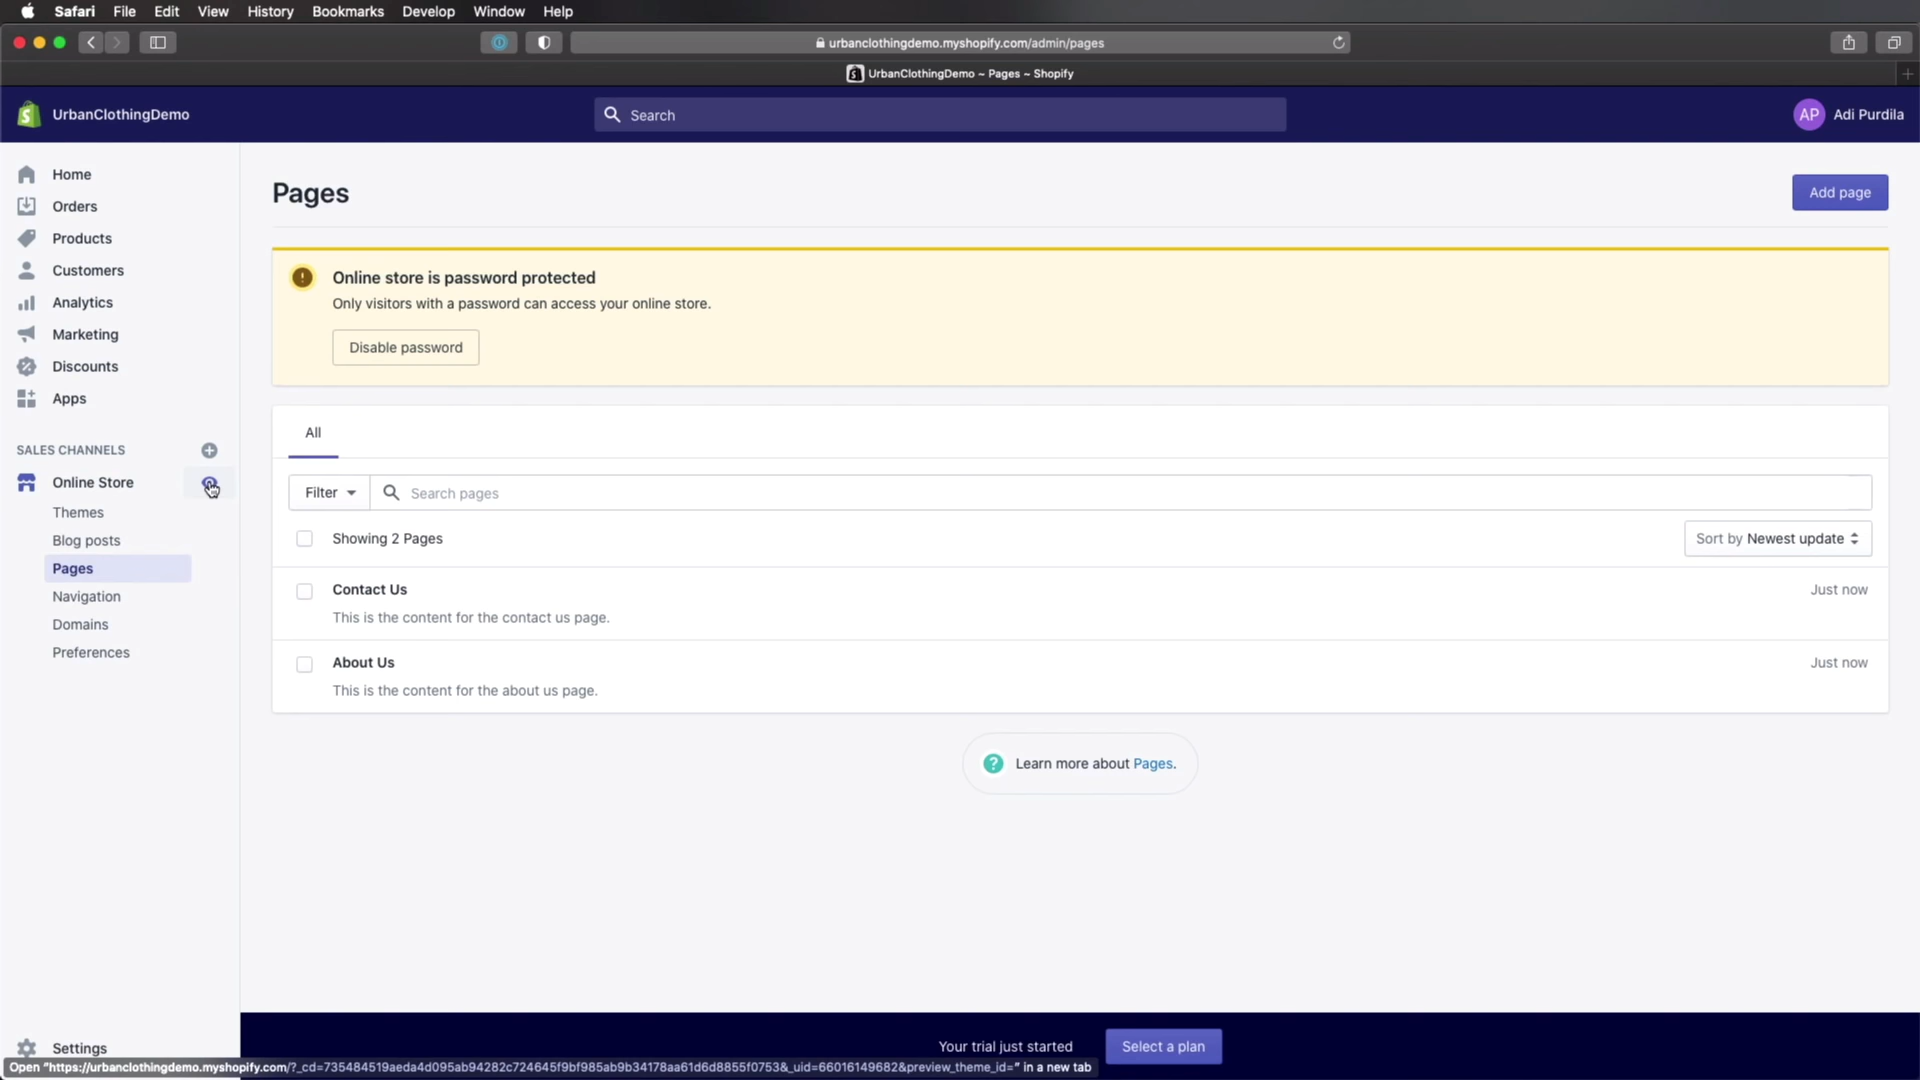 Safari File Edit View History Bookmarks Develop Window Help
urbanclothingdemo.myshopify.com/admin/pages
UrbanClothingDemo ~ Pages ~ Shopify
UrbanClothingDemo
Search
AP Adi Purdila
Home
Orders
Products
Customers
Analytics
Marketing
Discounts
Apps
SALES CHANNELS
Online Store
Themes
Blog posts
Pages
Navigation
Domains
Preferences
Settings
Pages
Add page
Online store is password protected
Only visitors with a password can access your online store.
Disable password
All
Filter
Search pages
Showing 2 Pages
Sort by Newest update
Contact Us
Just now
This is the content for the contact us page.
About Us
Just now
This is the content for the about us page.
Learn more about Pages.
Your trial just started
Select a plan
Open "https://urbanclothingdemo.myshopify.com/?_cd=735484519aeda4d095ab94282c724645f9bf985ab9b34178aa61d6d8855f0753&_uid=66016149682&preview_theme_id=" in a new tab